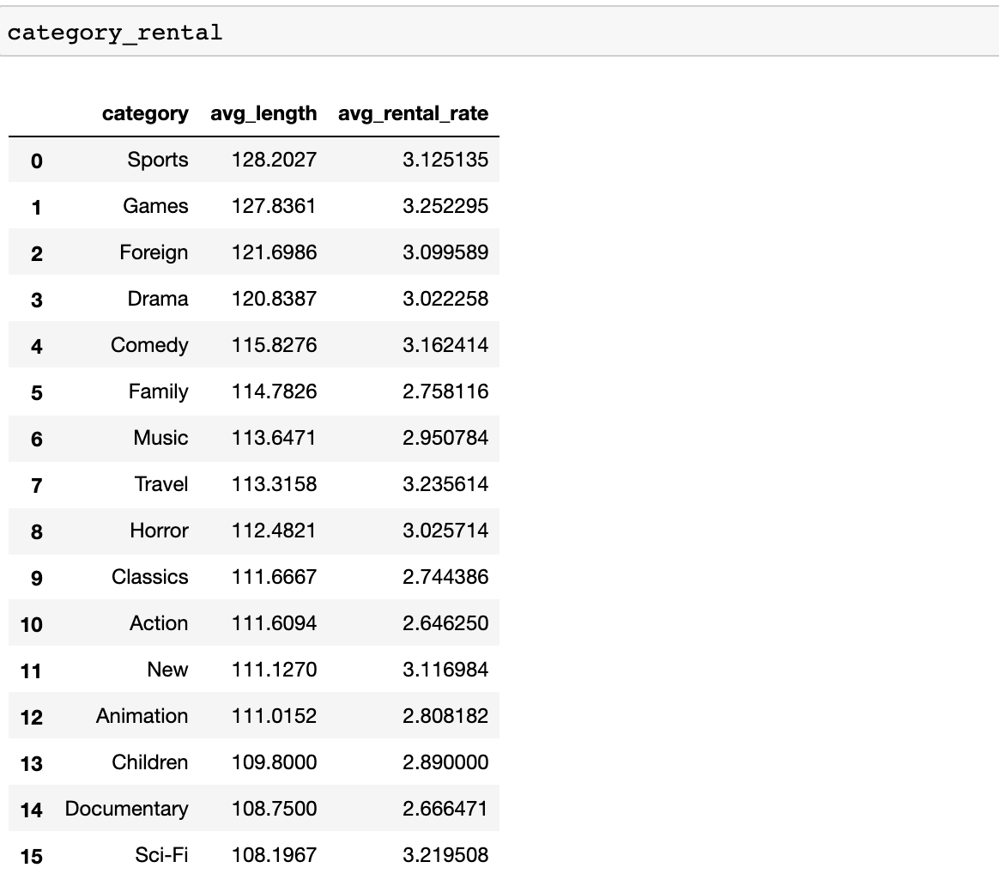 category_rental
category avg_length avg_rental_rate
0 Sports 128.2027 3.125135
1 Games 127.8361 3.252295
2 Foreign 121.6986 3.099589
3 Drama 120.8387 3.022258
4 Comedy 115.8276 3.162414
5 Family 114.7826 2.758116
6 Music 113.6471 2.950784
7 Travel 113.3158 3.235614
8 Horror 112.4821 3.025714
9 Classics 111.6667 2.744386
10 Action 111.6094 2.646250
11 New 111.1270 3.116984
12 Animation 111.0152 2.808182
13 Children 109.8000 2.890000
14 Documentary 108.7500 2.666471
15 Sci-Fi 108.1967 3.219508